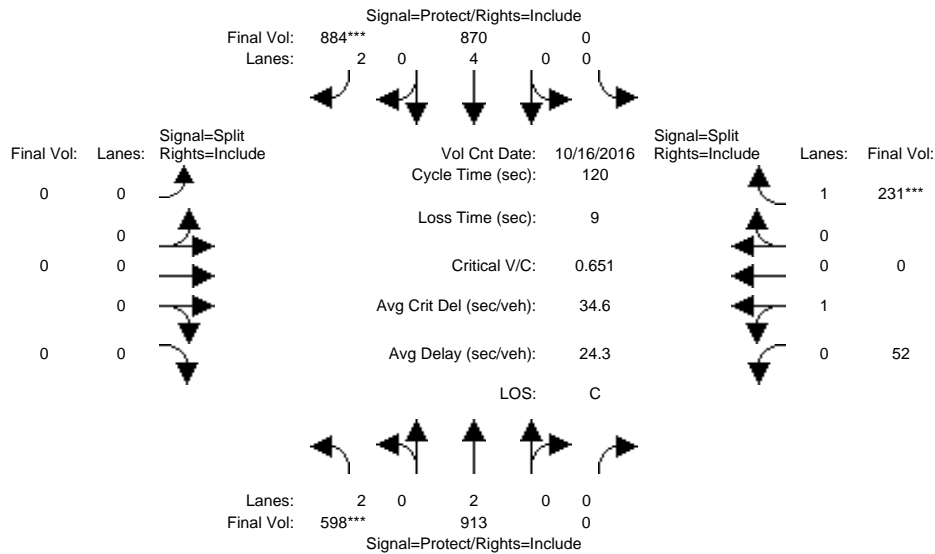 Signal=Protect/Rights=Include
Final Vol: 884*** 870 0
Lanes: 2 0 4 0 0
Signal=Split
Final Vol: Lanes: Rights=Include
Vol Cnt Date: 10/16/2016
Signal=Split
Rights=Include Lanes: Final Vol:
Cycle Time (sec): 120
0 0
1 231***
Loss Time (sec): 9
0
0
0 0
Critical V/C: 0.651
0 0
0
Avg Crit Del (sec/veh): 34.6
1
0 0
Avg Delay (sec/veh): 24.3
0 52
LOS: C
Lanes: 2 0 2 0 0
Final Vol: 598*** 913 0
Signal=Protect/Rights=Include